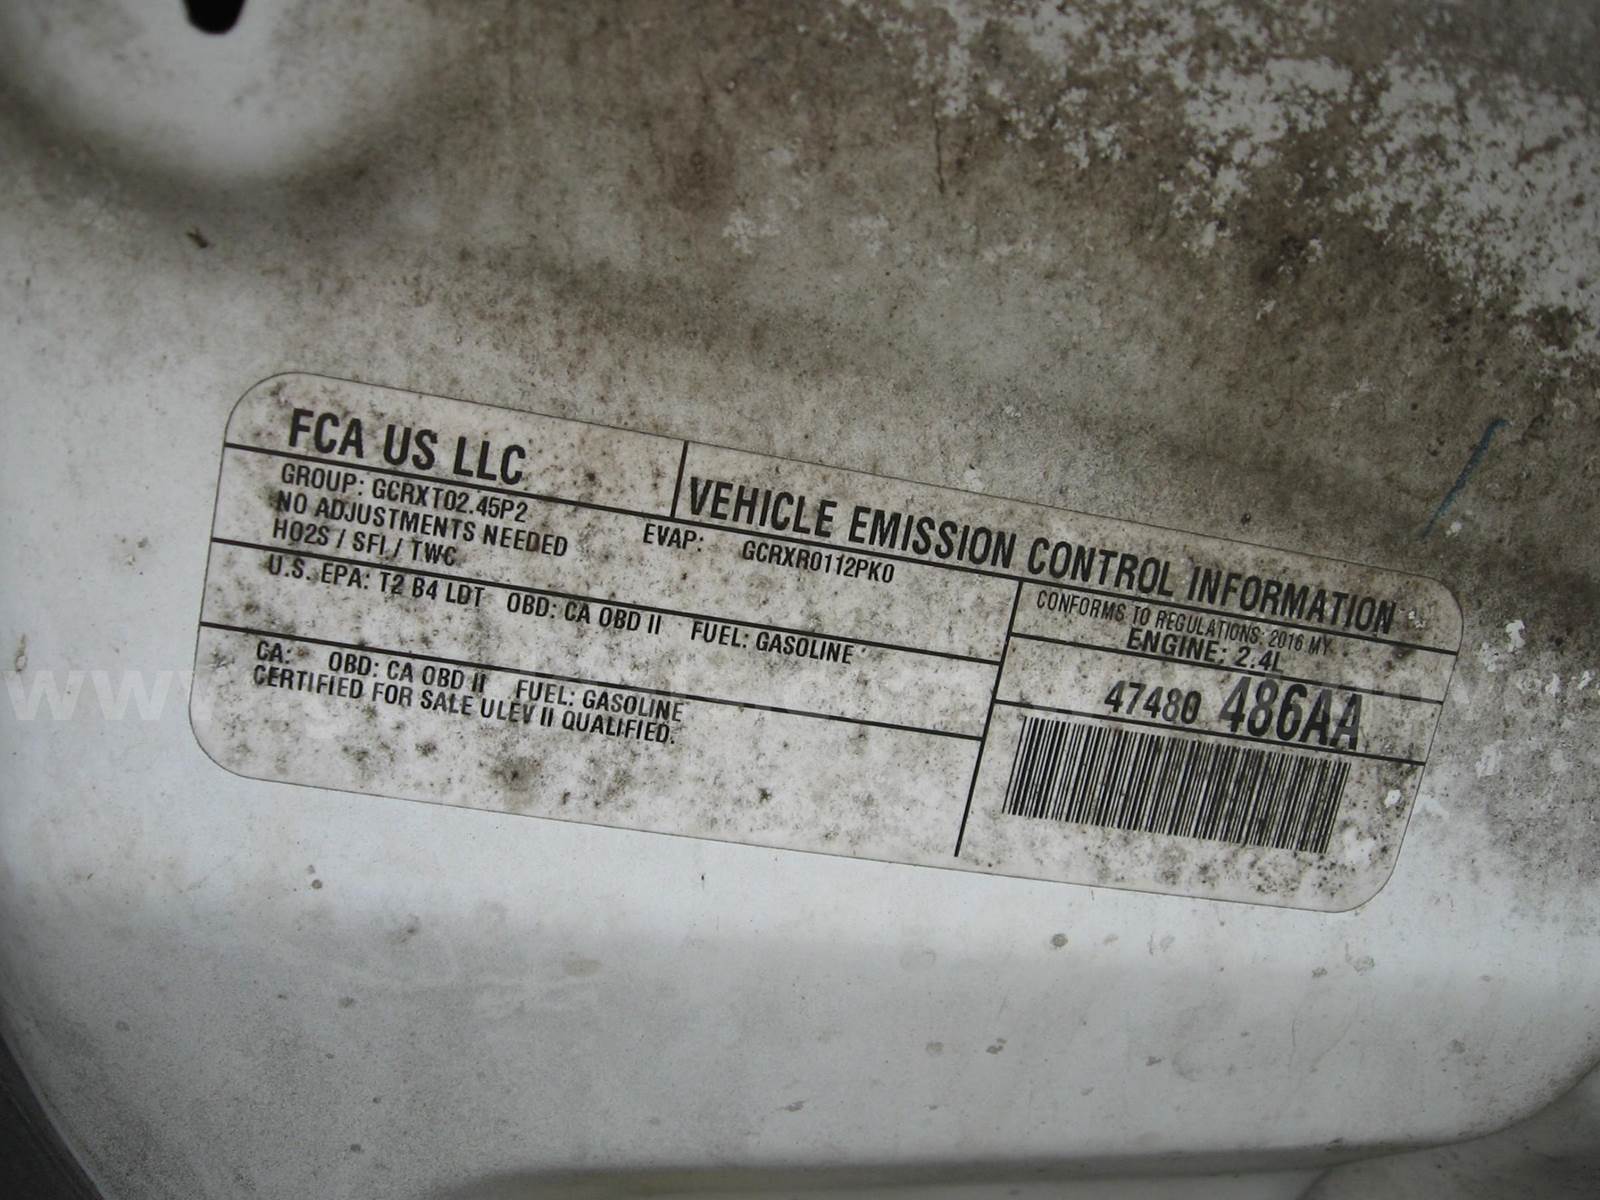 FCA US LLC
VEHICLE EMISSION CONTROL INFORMATION
GROUP: GCRXT02.45P2
EVAP: GCRXR0112PK0
NO ADJUSTMENTS NEEDED
HO2S / SFI / TWC
CONFORMS TO REGULATIONS: 2016 MY
ENGINE: 2.4L
U.S. EPA: T2 B4 LDT OBD: CA OBD II FUEL: GASOLINE
47480 486AA
CA: OBD: CA OBD II FUEL: GASOLINE
CERTIFIED FOR SALE ULEV II QUALIFIED.